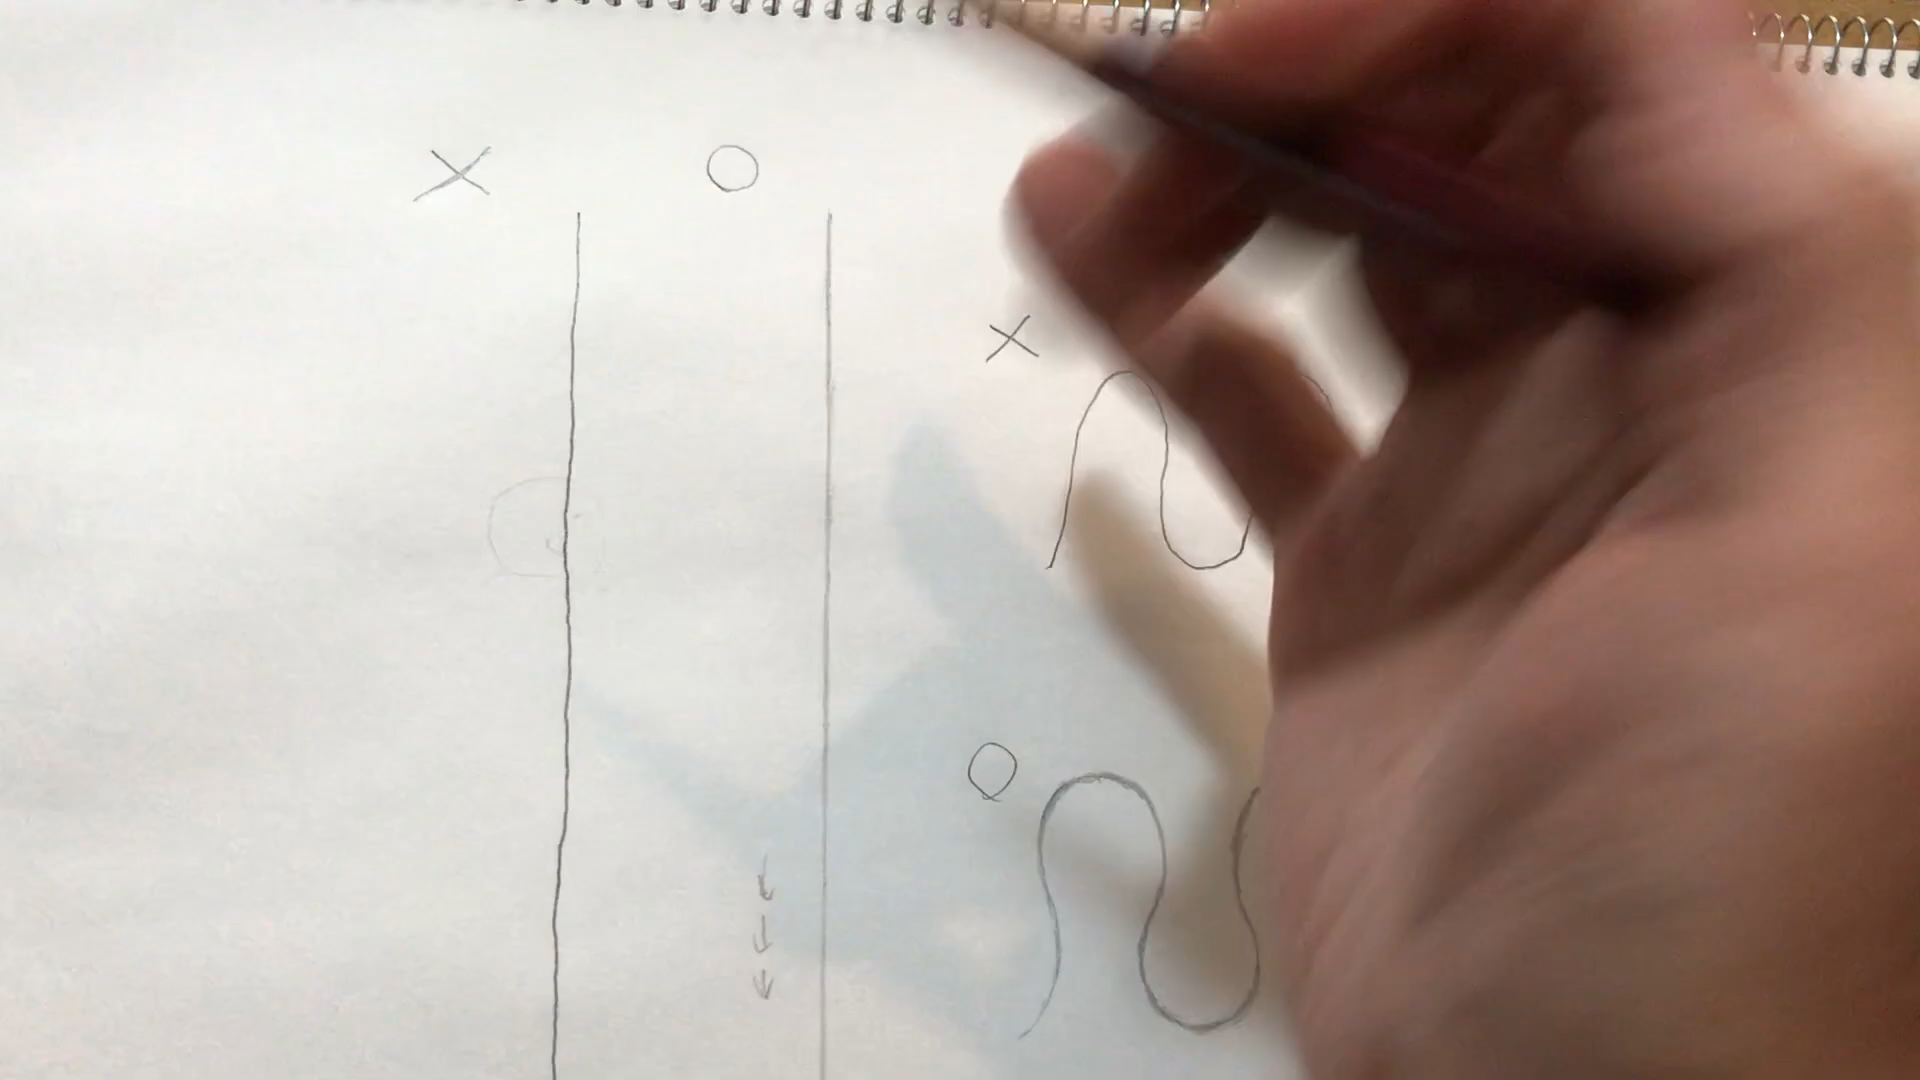 × ○
×
○